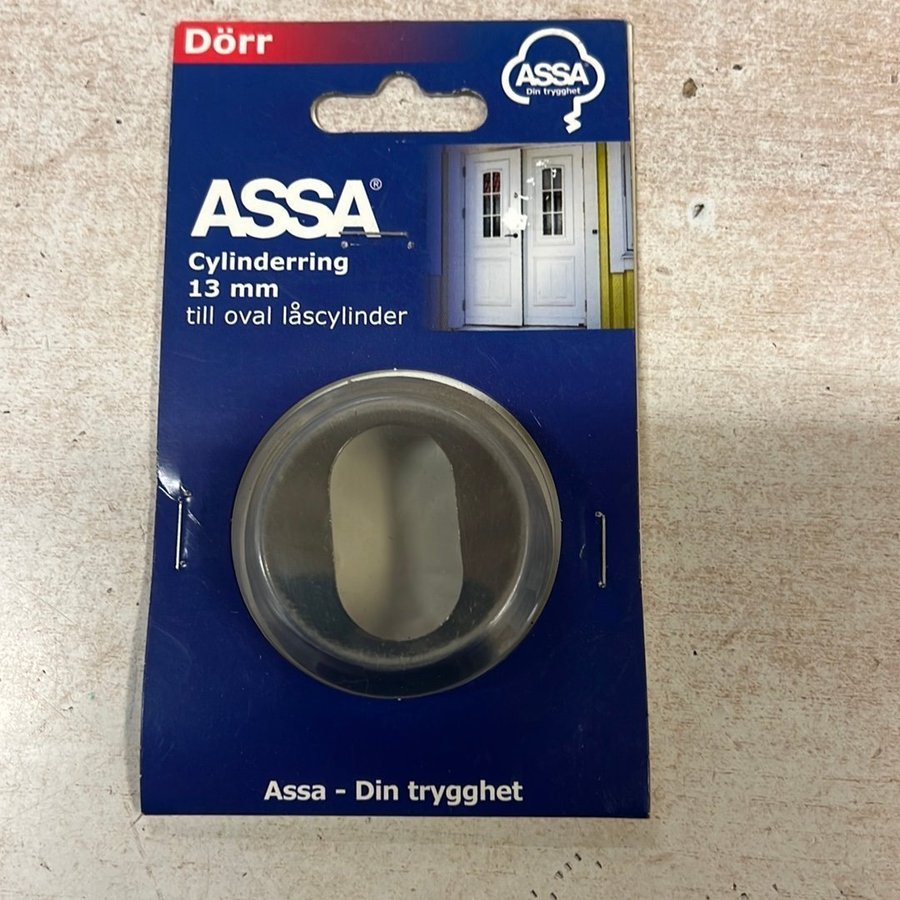 Dörr
ASSA
Din trygghet
ASSA®
Cylinderring
13 mm
till oval låscylinder
Assa - Din trygghet